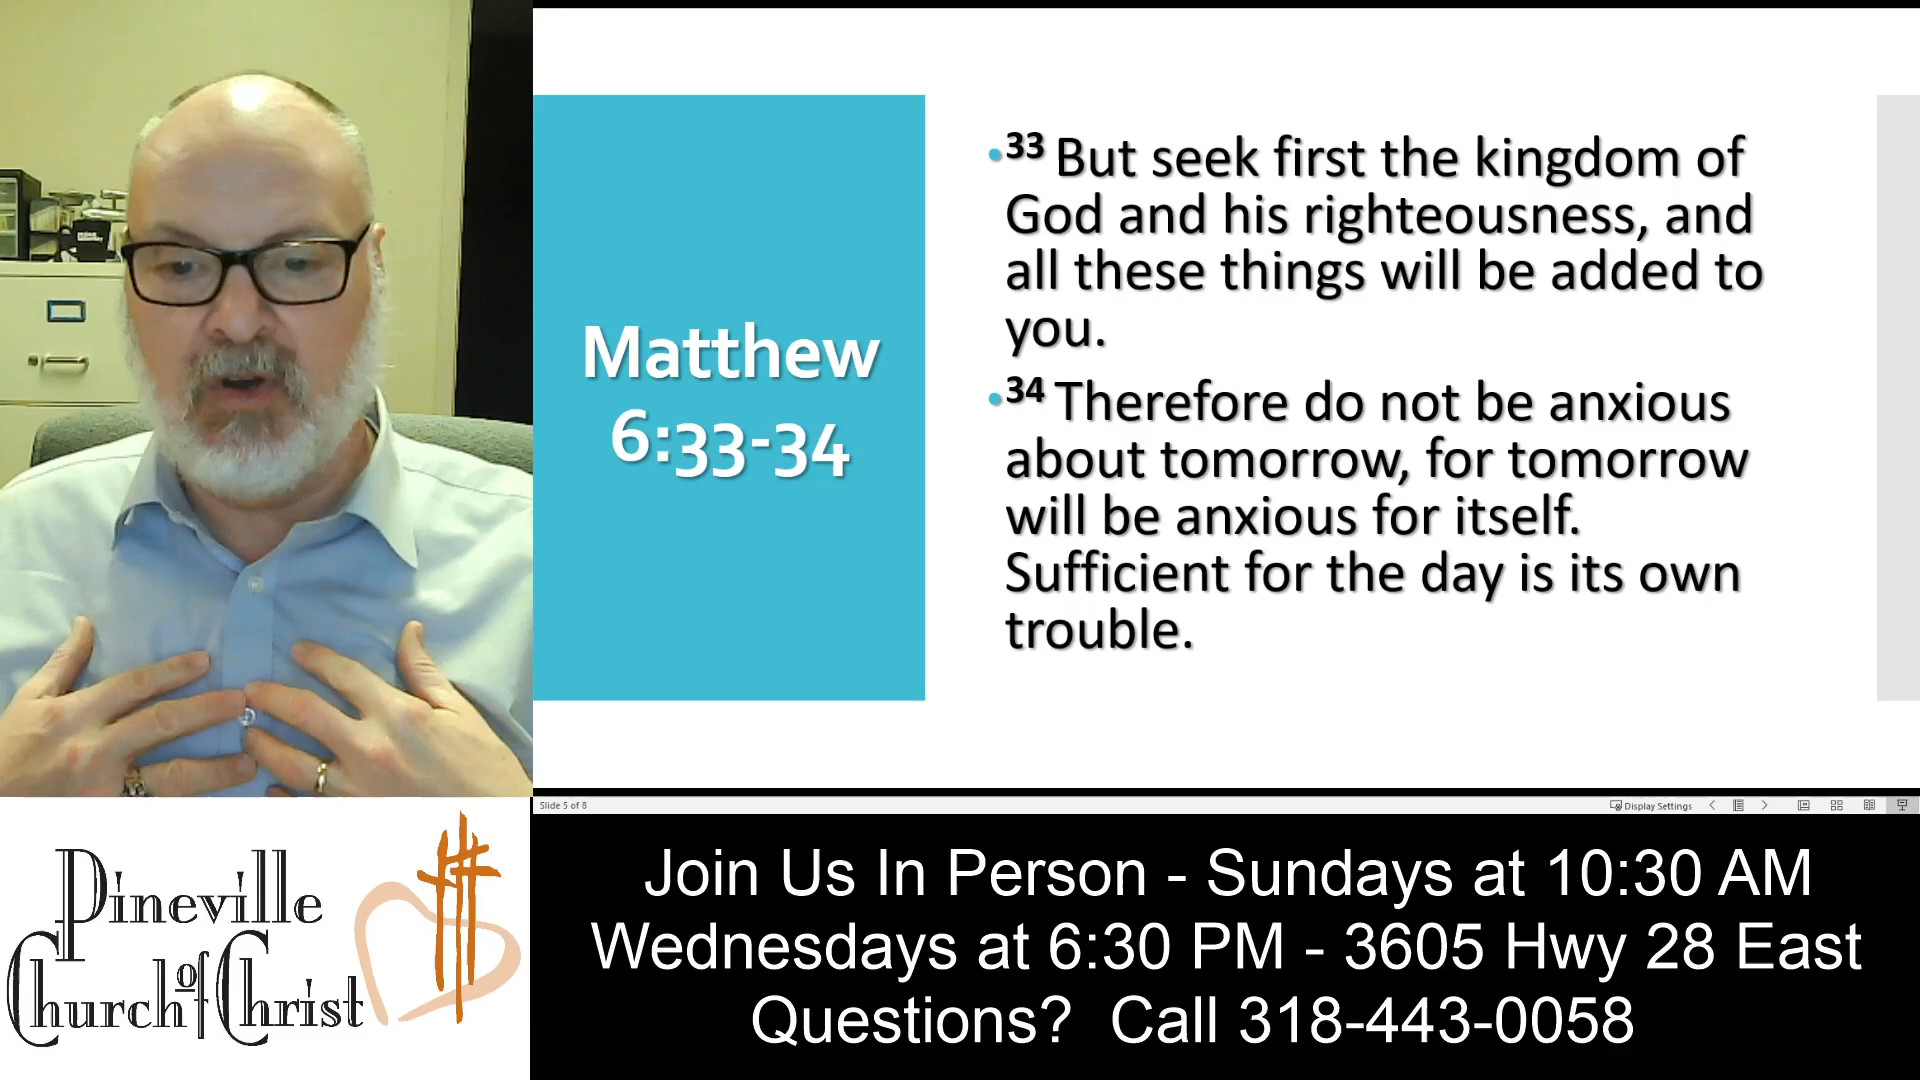 Matthew
6:33-34
33 But seek first the kingdom of
God and his righteousness, and
all these things will be added to
you.
34 Therefore do not be anxious
about tomorrow, for tomorrow
will be anxious for itself.
Sufficient for the day is its own
trouble.
Slide 5 of 8
Display Settings
Pineville
Church of Christ
Join Us In Person - Sundays at 10:30 AM
Wednesdays at 6:30 PM - 3605 Hwy 28 East
Questions?  Call 318-443-0058